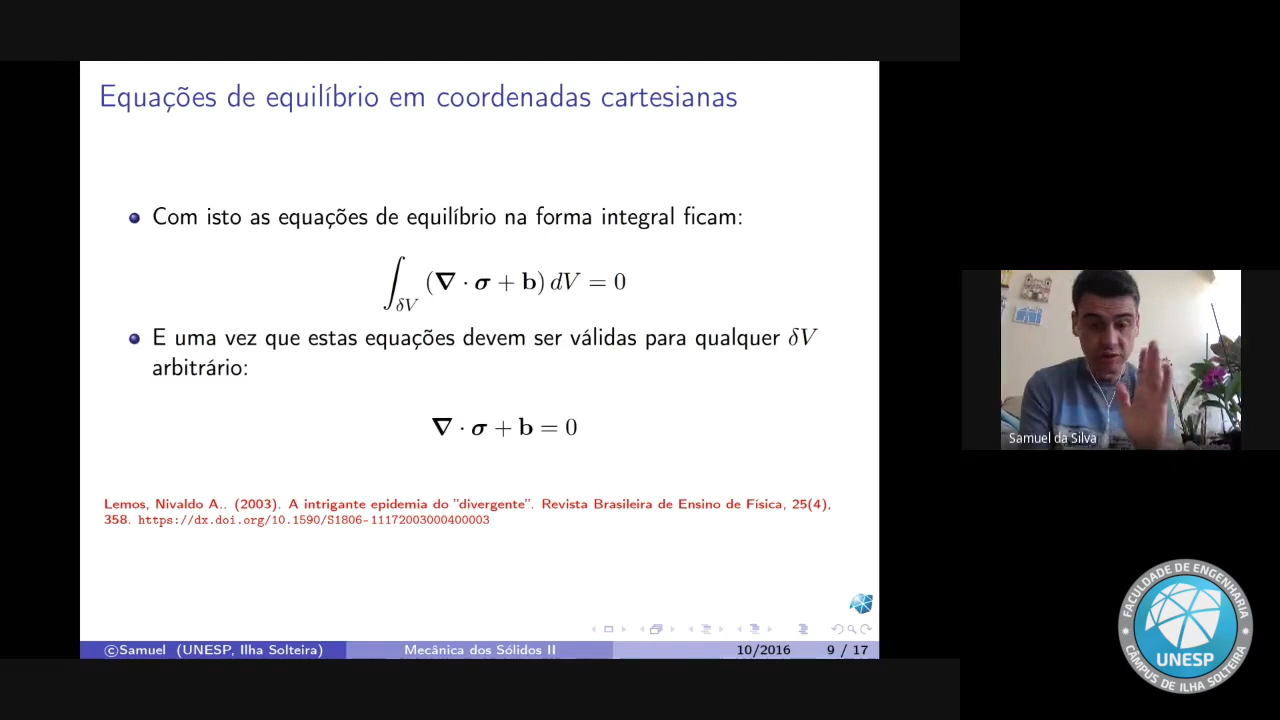 Equações de equilíbrio em coordenadas cartesianas
Com isto as equações de equilíbrio na forma integral ficam:
∫_{δV} (∇ · σ + b) dV = 0
E uma vez que estas equações devem ser válidas para qualquer δV
arbitrário:
∇ · σ + b = 0
Lemos, Nivaldo A.. (2003). A intrigante epidemia do "divergente". Revista Brasileira de Ensino de Física, 25(4),
358. https://dx.doi.org/10.1590/S1806-11172003000400003
©Samuel (UNESP, Ilha Solteira) Mecânica dos Sólidos II 10/2016 9 / 17
Samuel da Silva
FACULDADE DE ENGENHARIA
UNESP
CÂMPUS DE ILHA SOLTEIRA